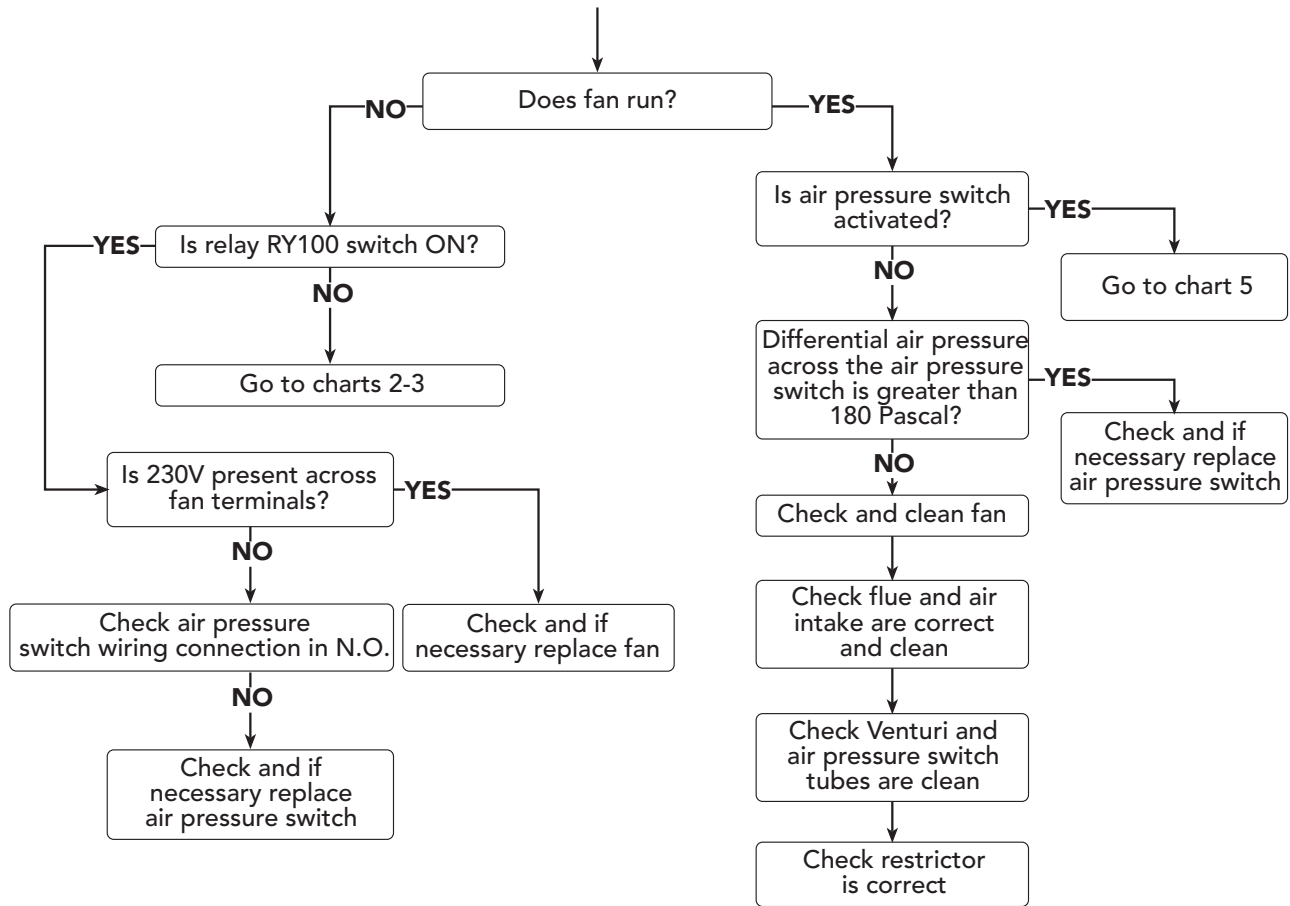 Does fan run?
NO
YES
Is air pressure switch
activated?
YES
Is relay RY100 switch ON?
YES
NO
NO
Go to chart 5
Differential air pressure
across the air pressure
switch is greater than
180 Pascal?
YES
Go to charts 2-3
Check and if
necessary replace
air pressure switch
Is 230V present across
fan terminals?
YES
NO
NO
Check and clean fan
Check air pressure
switch wiring connection in N.O.
Check and if
necessary replace fan
Check flue and air
intake are correct
and clean
NO
Check Venturi and
air pressure switch
tubes are clean
Check and if
necessary replace
air pressure switch
Check restrictor
is correct